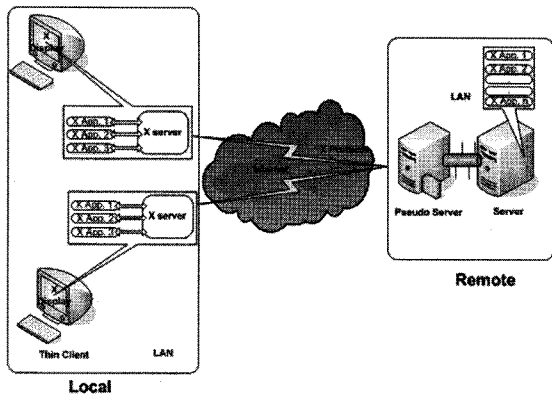 X
Display
X App. 1
X App. 2
X App. 3
X server
X App. 1
X App. 2
X App. 3
X server
X
Display
Thin Client
LAN
Local
X App. 1
X App. 2
X App. n
LAN
Pseudo Server
Server
Remote